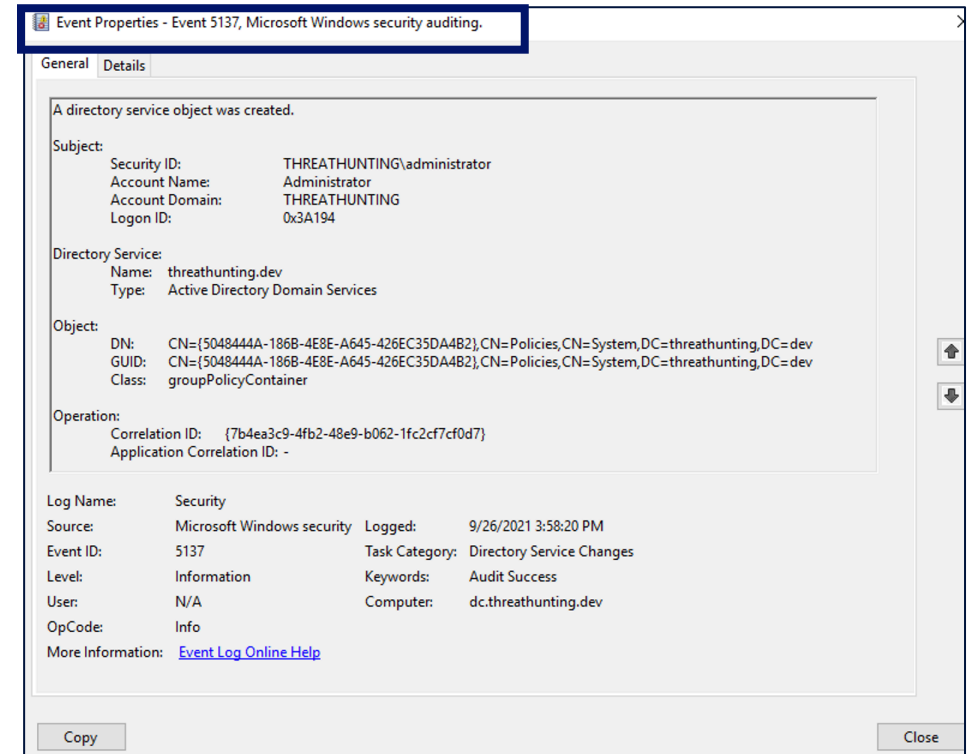 Event Properties - Event 5137, Microsoft Windows security auditing.
General Details
A directory service object was created.
Subject:
Security ID: THREATHUNTING\administrator
Account Name: Administrator
Account Domain: THREATHUNTING
Logon ID: 0x3A194
Directory Service:
Name: threathunting.dev
Type: Active Directory Domain Services
Object:
DN: CN={5048444A-186B-4E8E-A645-426EC35DA4B2},CN=Policies,CN=System,DC=threathunting,DC=dev
GUID: CN={5048444A-186B-4E8E-A645-426EC35DA4B2},CN=Policies,CN=System,DC=threathunting,DC=dev
Class: groupPolicyContainer
Operation:
Correlation ID: {7b4ea3c9-4fb2-48e9-b062-1fc2cf7cf0d7}
Application Correlation ID: -
Log Name: Security
Source: Microsoft Windows security Logged: 9/26/2021 3:58:20 PM
Event ID: 5137 Task Category: Directory Service Changes
Level: Information Keywords: Audit Success
User: N/A Computer: dc.threathunting.dev
OpCode: Info
More Information: Event Log Online Help
Copy Close